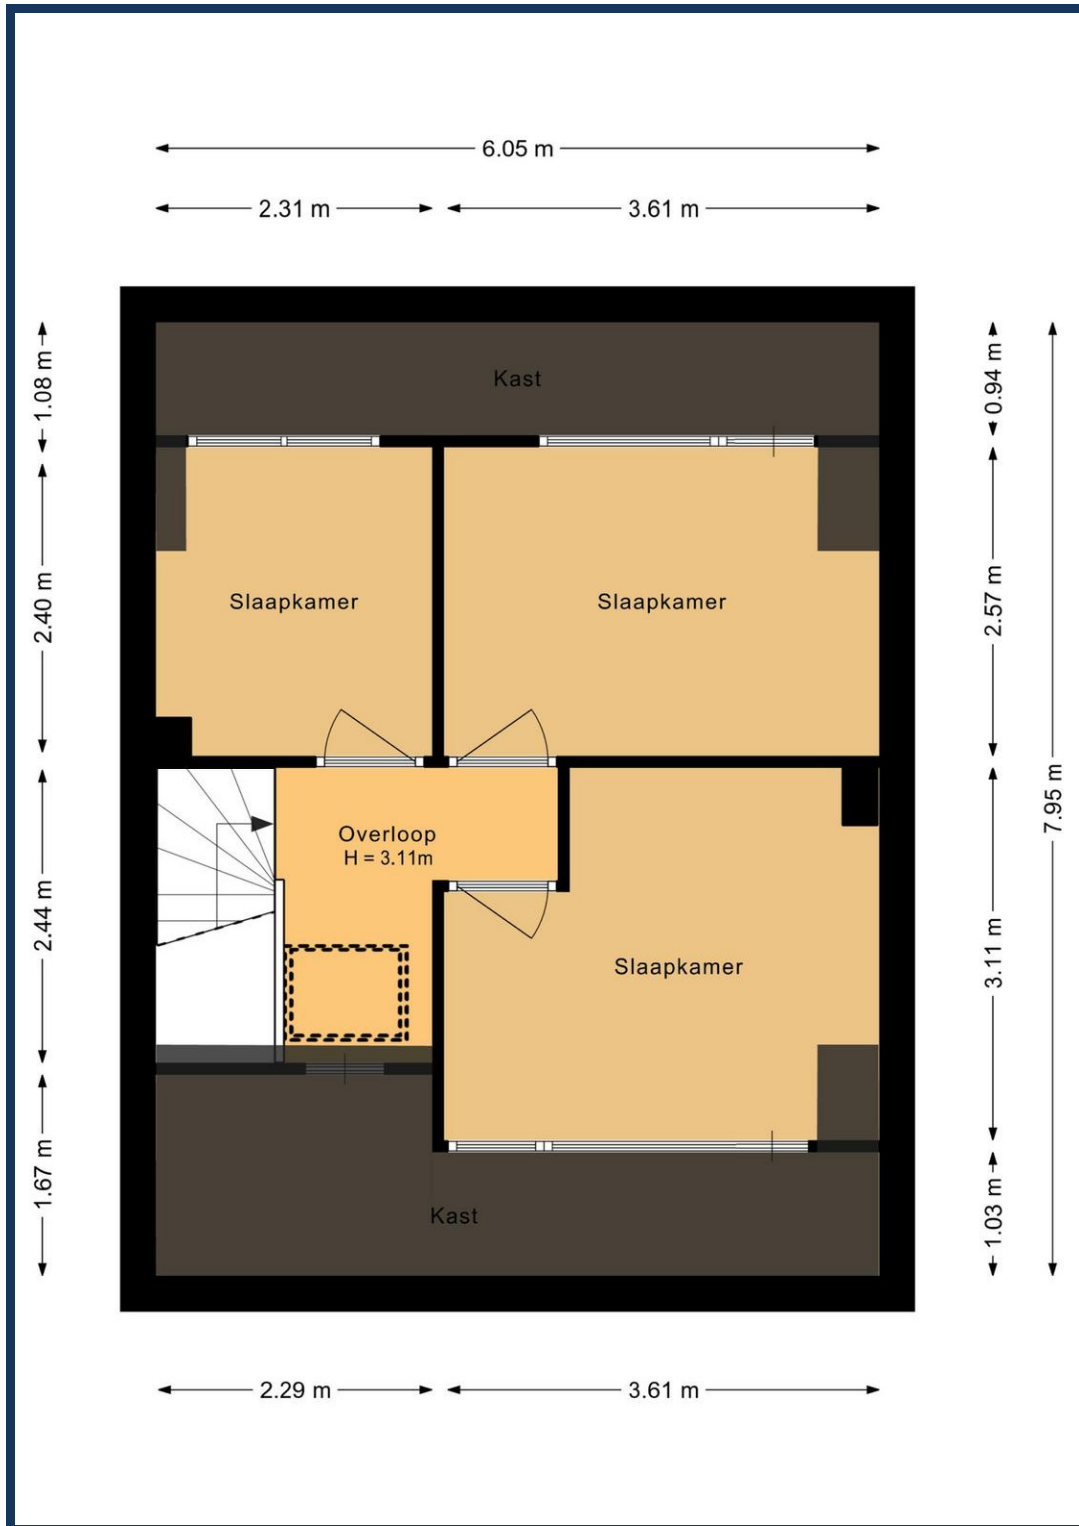 6.05 m
2.31 m
3.61 m
1.08 m
0.94 m
Kast
2.40 m
2.57 m
Slaapkamer
Slaapkamer
7.95 m
Overloop
H = 3.11m
2.44 m
3.11 m
Slaapkamer
1.67 m
1.03 m
Kast
2.29 m
3.61 m